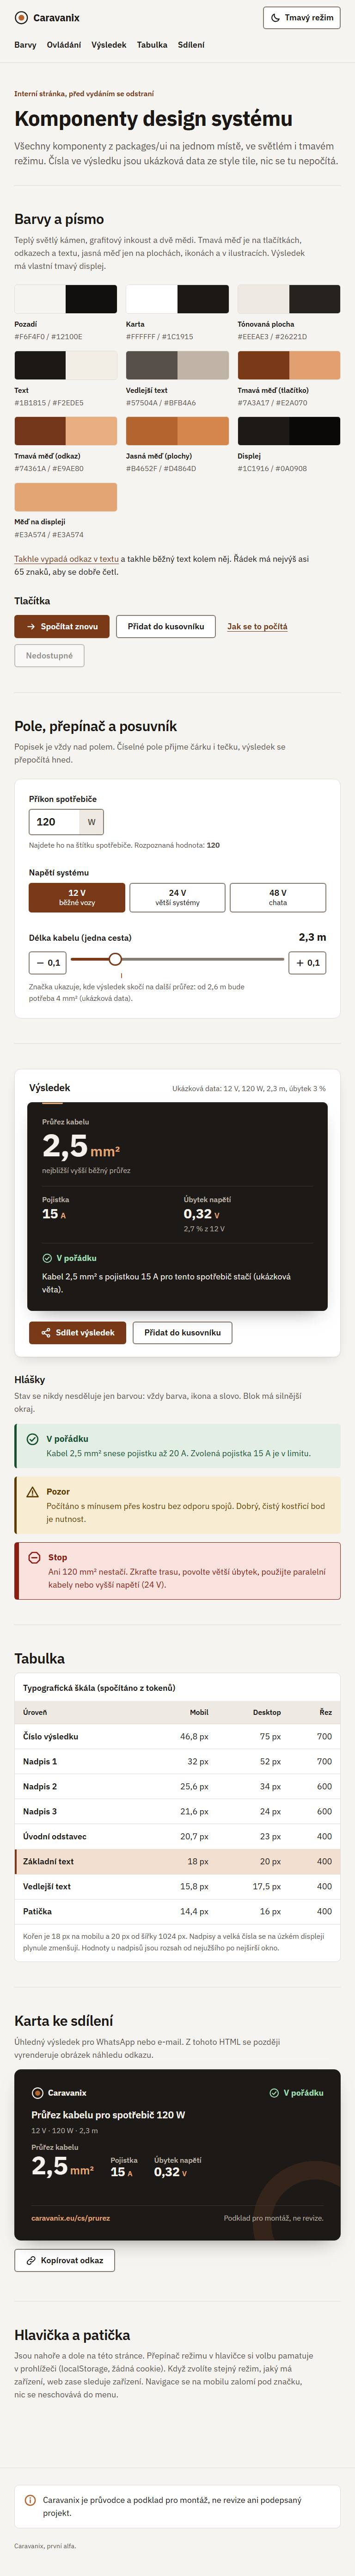 Caravanix
Tmavý režim
Barvy Ovládání Výsledek Tabulka Sdílení
Interní stránka, před vydáním se odstraní
Komponenty design systému
Všechny komponenty z packages/ui na jednom místě, ve světlém i tmavém
režimu. Čísla ve výsledku jsou ukázková data ze style tile, nic se tu nepočítá.
Barvy a písmo
Teplý světlý kámen, grafitový inkoust a dvě mědi. Tmavá měď je na tlačítkách,
odkazech a textu, jasná měď jen na plochách, ikonách a v ilustracích. Výsledek
má vlastní tmavý displej.
Pozadí
#F6F4F0 / #12100E
Karta
#FFFFFF / #1C1915
Tónovaná plocha
#EEEAE3 / #26221D
Text
#1B1815 / #F2EDE5
Vedlejší text
#57504A / #BFB4A6
Tmavá měď (tlačítko)
#7A3A17 / #E2A070
Tmavá měď (odkaz)
#74361A / #E9AE80
Jasná měď (plochy)
#B4652F / #D4864D
Displej
#1C1916 / #0A0908
Měď na displeji
#E3A574 / #E3A574
Takhle vypadá odkaz v textu a takhle běžný text kolem něj. Řádek má nejvýš asi
65 znaků, aby se dobře četl.
Tlačítka
Spočítat znovu
Přidat do kusovníku
Jak se to počítá
Nedostupné
Pole, přepínač a posuvník
Popisek je vždy nad polem. Číselné pole přijme čárku i tečku, výsledek se
přepočítá hned.
Příkon spotřebiče
120 W
Najdete ho na štítku spotřebiče. Rozpoznaná hodnota: 120
Napětí systému
12 V
běžné vozy
24 V
větší systémy
48 V
chata
Délka kabelu (jedna cesta) 2,3 m
− 0,1
+ 0,1
Značka ukazuje, kde výsledek skočí na další průřez: od 2,6 m bude
potřeba 4 mm² (ukázková data).
Výsledek
Ukázková data: 12 V, 120 W, 2,3 m, úbytek 3 %
Průřez kabelu
2,5 mm²
nejbližší vyšší běžný průřez
Pojistka
15 A
Úbytek napětí
0,32 V
2,7 % z 12 V
V pořádku
Kabel 2,5 mm² s pojistkou 15 A pro tento spotřebič stačí (ukázková
věta).
Sdílet výsledek
Přidat do kusovníku
Hlášky
Stav se nikdy nesděluje jen barvou: vždy barva, ikona a slovo. Blok má silnější
okraj.
V pořádku
Kabel 2,5 mm² snese pojistku až 20 A. Zvolená pojistka 15 A je v limitu.
Pozor
Počítáno s mínusem přes kostru bez odporu spojů. Dobrý, čistý kostřicí bod
je nutnost.
Stop
Ani 120 mm² nestačí. Zkraťte trasu, povolte větší úbytek, použijte paralelní
kabely nebo vyšší napětí (24 V).
Tabulka
Typografická škála (spočítáno z tokenů)
Úroveň Mobil Desktop Řez
Číslo výsledku 46,8 px 75 px 700
Nadpis 1 32 px 52 px 700
Nadpis 2 25,6 px 34 px 600
Nadpis 3 21,6 px 24 px 600
Úvodní odstavec 20,7 px 23 px 400
Základní text 18 px 20 px 400
Vedlejší text 15,8 px 17,5 px 400
Patička 14,4 px 16 px 400
Kořen je 18 px na mobilu a 20 px od šířky 1024 px. Nadpisy a velká čísla se na úzkém displeji
plynule zmenšují. Hodnoty u nadpisů jsou rozsah od nejužšího po nejširší okno.
Karta ke sdílení
Úhledný výsledek pro WhatsApp nebo e-mail. Z tohoto HTML se později
vyrenderuje obrázek náhledu odkazu.
Caravanix
V pořádku
Průřez kabelu pro spotřebič 120 W
12 V · 120 W · 2,3 m
Průřez kabelu
2,5 mm²
Pojistka
15 A
Úbytek napětí
0,32 V
caravanix.eu/cs/prurez
Podklad pro montáž, ne revize.
Kopírovat odkaz
Hlavička a patička
Jsou nahoře a dole na této stránce. Přepínač režimu v hlavičce si volbu pamatuje
v prohlížeči (localStorage, žádná cookie). Když zvolíte stejný režim, jaký má
zařízení, web zase sleduje zařízení. Navigace se na mobilu zalomí pod značku,
nic se neschovává do menu.
Caravanix je průvodce a podklad pro montáž, ne revize ani podepsaný
projekt.
Caravanix, první alfa.